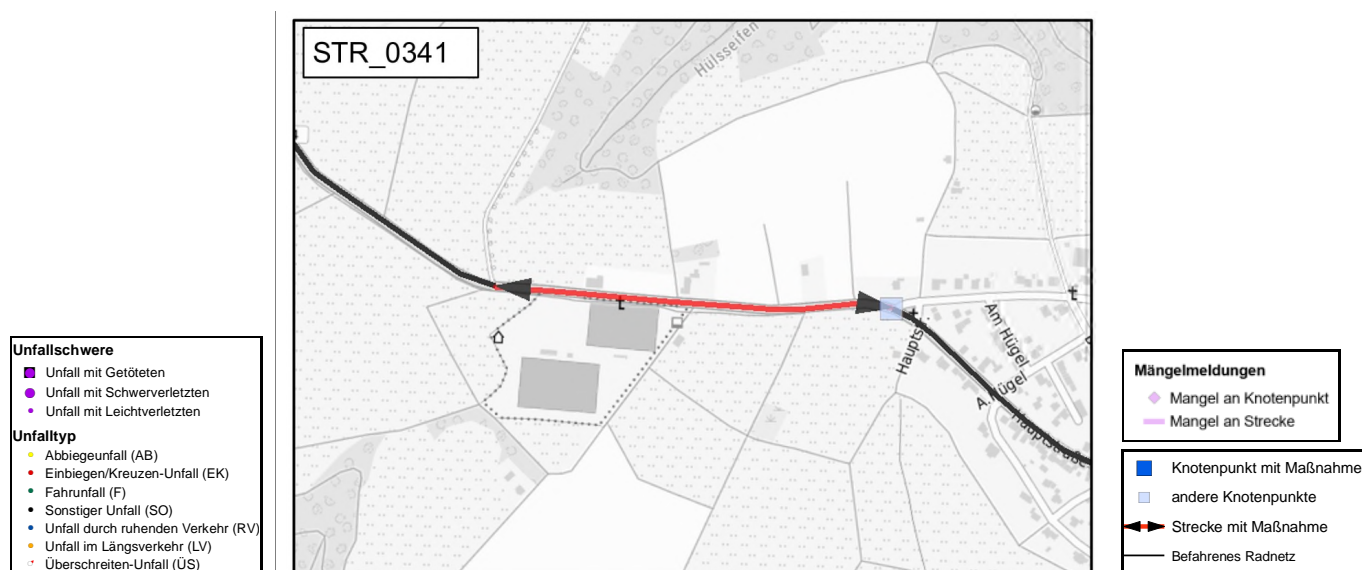 STR_0341
Hülsseifen
Hauptstr.
Am Hügel
A. Hügel
Hauptstraße
Unfallschwere
Unfall mit Getöteten
Unfall mit Schwerverletzten
Unfall mit Leichtverletzten
Unfalltyp
Abbiegeunfall (AB)
Einbiegen/Kreuzen-Unfall (EK)
Fahrunfall (F)
Sonstiger Unfall (SO)
Unfall durch ruhenden Verkehr (RV)
Unfall im Längsverkehr (LV)
Überschreiten-Unfall (ÜS)
Mängelmeldungen
Mangel an Knotenpunkt
Mangel an Strecke
Knotenpunkt mit Maßnahme
andere Knotenpunkte
Strecke mit Maßnahme
Befahrenes Radnetz